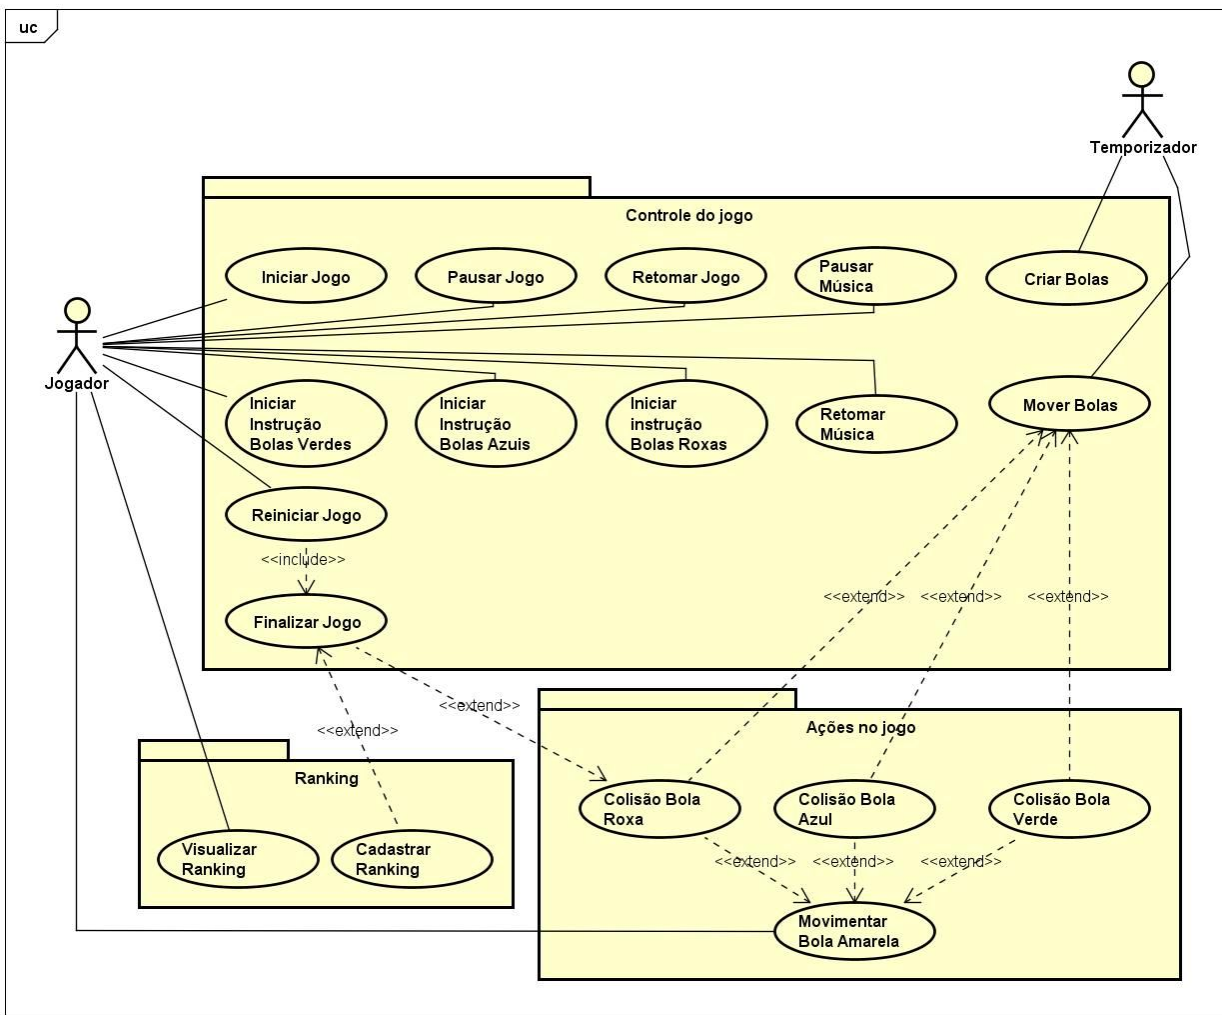 uc
Temporizador
Controle do jogo
Iniciar Jogo
Pausar Jogo
Retomar Jogo
Pausar
Música
Criar Bolas
Jogador
Iniciar
Instrução
Bolas Verdes
Iniciar
Instrução
Bolas Azuis
Iniciar
instrução
Bolas Roxas
Retomar
Música
Mover Bolas
Reiniciar Jogo
<<include>>
Finalizar Jogo
<<extend>>
<<extend>>
<<extend>>
<<extend>>
<<extend>>
Ranking
Visualizar
Ranking
Cadastrar
Ranking
Ações no jogo
Colisão Bola
Roxa
Colisão Bola
Azul
Colisão Bola
Verde
<<extend>>
<<extend>>
<<extend>>
Movimentar
Bola Amarela